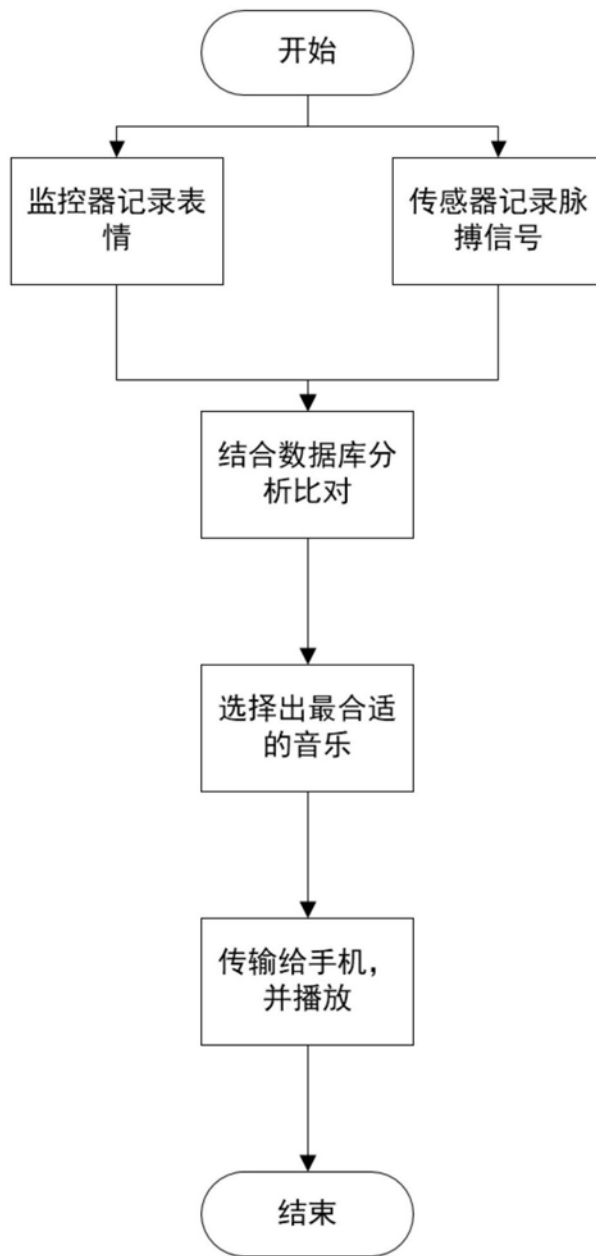 开始
监控器记录表
情
传感器记录脉
搏信号
结合数据库分
析比对
选择出最合适
的音乐
传输给手机，
并播放
结束